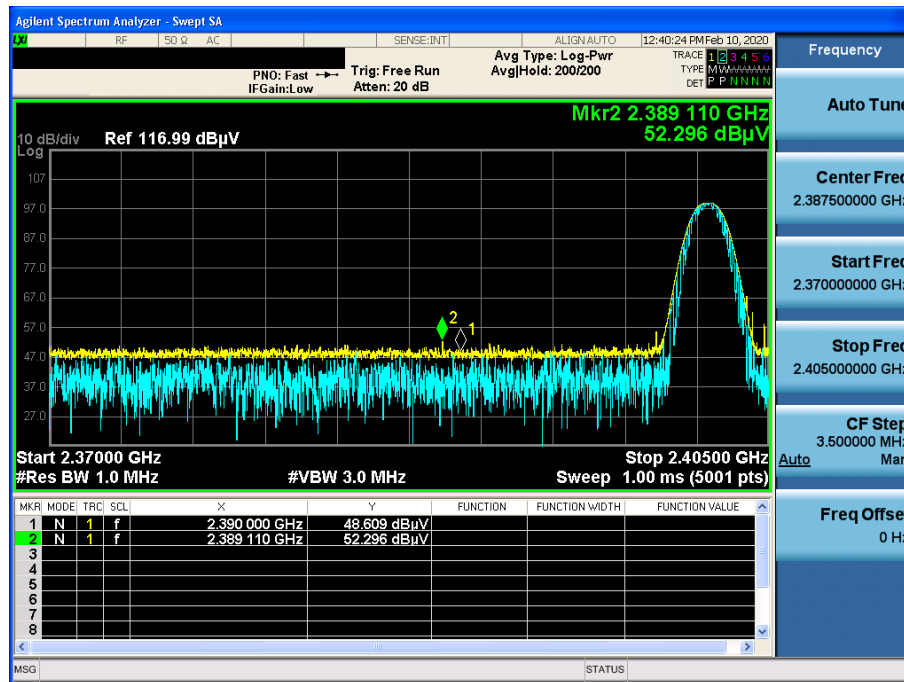 Agilent Spectrum Analyzer - Swept SA
LXI RF 50 Ω AC SENSE:INT ALIGN AUTO 12:40:24 PM Feb 10, 2020
Frequency
PNO: Fast Trig: Free Run Avg Type: Log-Pwr TRACE 1 2 3 4 5 6
IFGain:Low Atten: 20 dB Avg|Hold: 200/200 TYPE M W
DET P P N N N N
Auto Tune
Mkr2 2.389 110 GHz
52.296 dBµV
10 dB/div Ref 116.99 dBµV
Log
107
97.0
87.0
77.0
67.0
57.0
47.0
37.0
27.0
2
1
Center Freq
2.387500000 GHz
Start Freq
2.370000000 GHz
Stop Freq
2.405000000 GHz
CF Step
3.500000 MHz
Auto Man
Start 2.37000 GHz Stop 2.40500 GHz
#Res BW 1.0 MHz #VBW 3.0 MHz Sweep 1.00 ms (5001 pts)
MKR MODE TRC SCL X Y FUNCTION FUNCTION WIDTH FUNCTION VALUE
1 N 1 f 2.390 000 GHz 48.609 dBµV
2 N 1 f 2.389 110 GHz 52.296 dBµV
3
4
5
6
7
8
Freq Offset
0 Hz
MSG STATUS